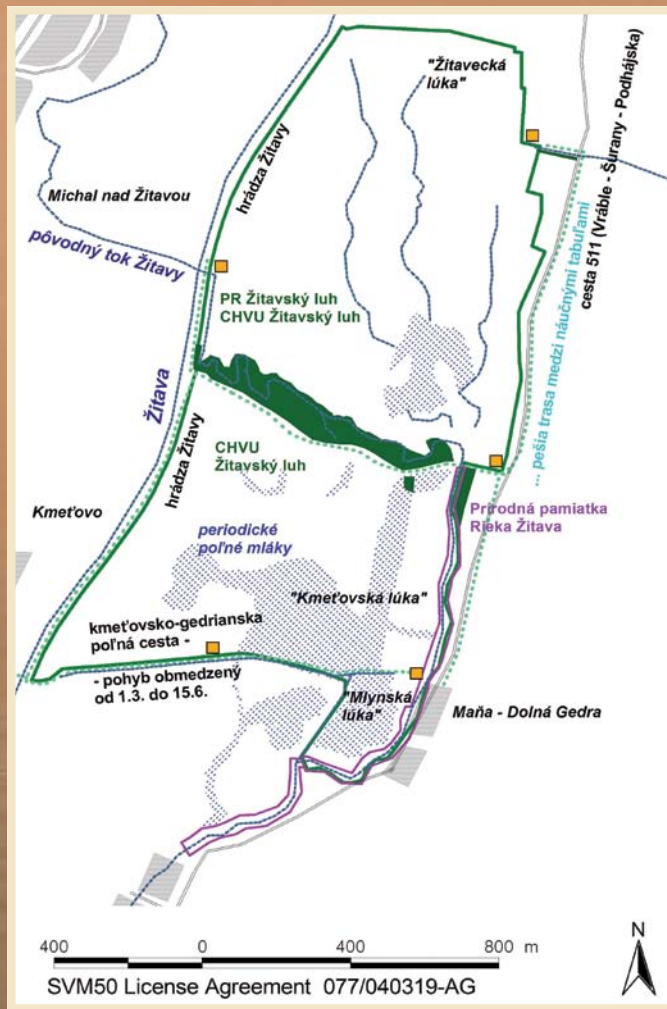 "Žitavecká
lúka"
cesta 511 (Vráble - Šurany - Podhájska)
hrádza Žitavy
Michal nad Žitavou
pôvodný tok Žitavy
PR Žitavský luh
CHVU Žitavský luh
... pešia trasa medzi náučnými tabuľami
Žitava
hrádza Žitavy
CHVU
Žitavský luh
Prírodná pamiatka
Rieka Žitava
Kmeťovo
periodické
poľné mláky
"Kmeťovská lúka"
kmeťovsko-gedrianska
poľná cesta -
- pohyb obmedzený
od 1.3. do 15.6.
"Mlynská
lúka"
Maňa - Dolná Gedra
400 0 400 800 m
N
SVM50 License Agreement 077/040319-AG